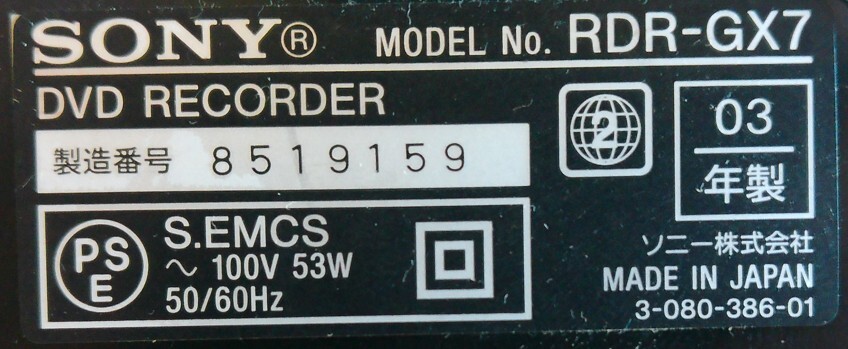 SONY® MODEL No. RDR-GX7
DVD RECORDER
製造番号 8519159
2
03
年製
PSE
S.EMCS
～ 100V 53W
50/60Hz
ソニー株式会社
MADE IN JAPAN
3-080-386-01